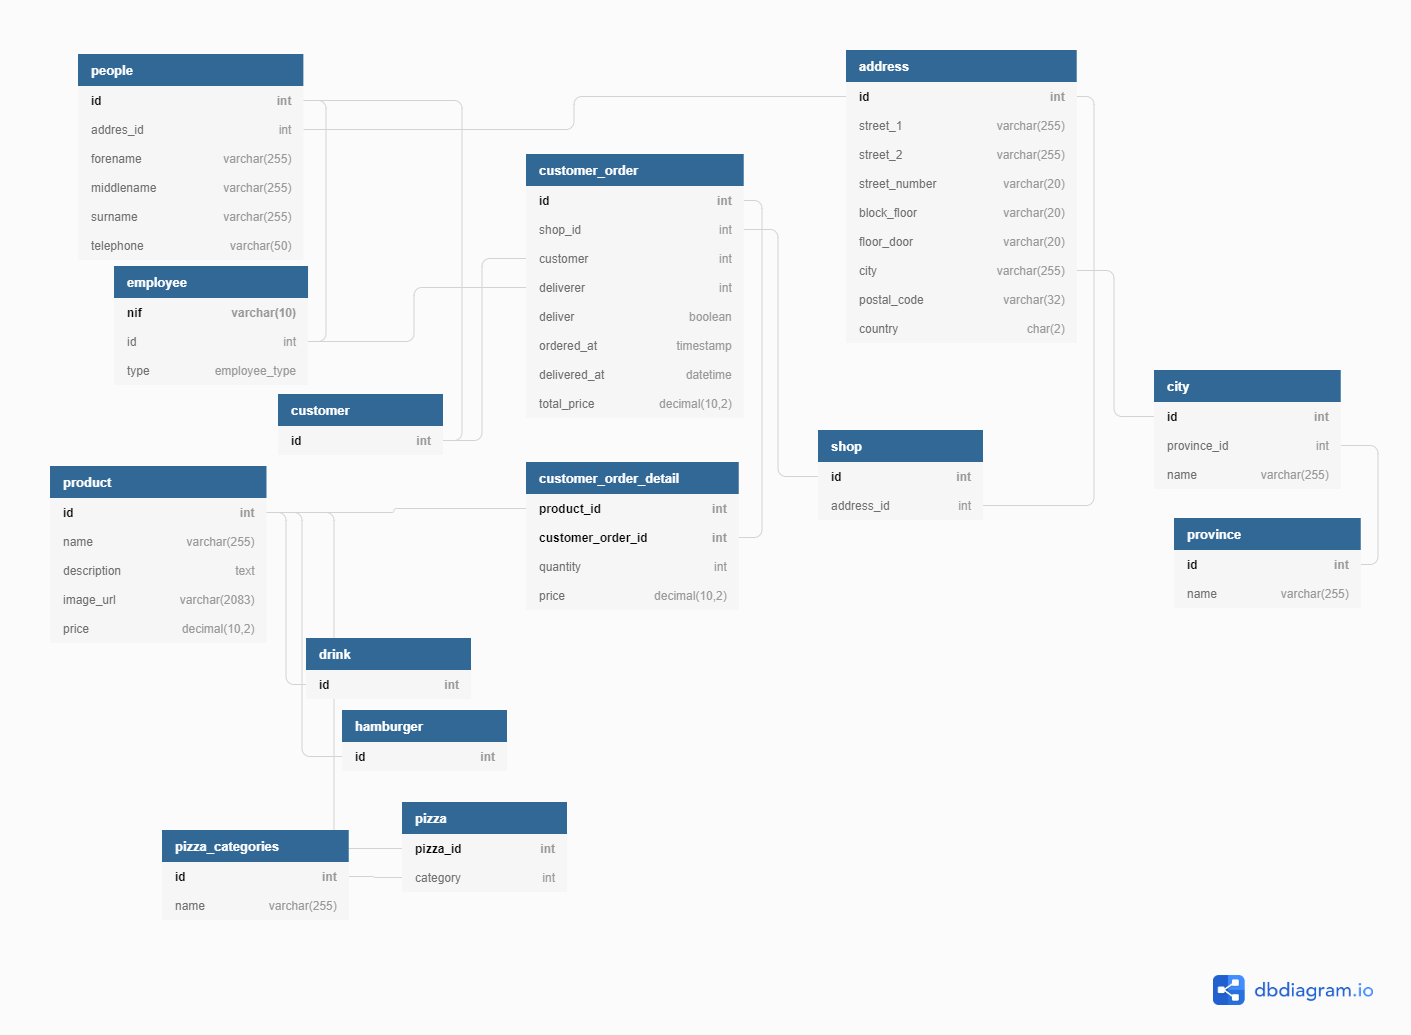 people
id int
addres_id int
forename varchar(255)
middlename varchar(255)
surname varchar(255)
telephone varchar(50)
employee
nif varchar(10)
id int
type employee_type
customer
id int
product
id int
name varchar(255)
description text
image_url varchar(2083)
price decimal(10,2)
customer_order
id int
shop_id int
customer int
deliverer int
deliver boolean
ordered_at timestamp
delivered_at datetime
total_price decimal(10,2)
customer_order_detail
product_id int
customer_order_id int
quantity int
price decimal(10,2)
drink
id int
hamburger
id int
pizza
pizza_id int
category int
pizza_categories
id int
name varchar(255)
address
id int
street_1 varchar(255)
street_2 varchar(255)
street_number varchar(20)
block_floor varchar(20)
floor_door varchar(20)
city varchar(255)
postal_code varchar(32)
country char(2)
shop
id int
address_id int
city
id int
province_id int
name varchar(255)
province
id int
name varchar(255)
dbdiagram.io